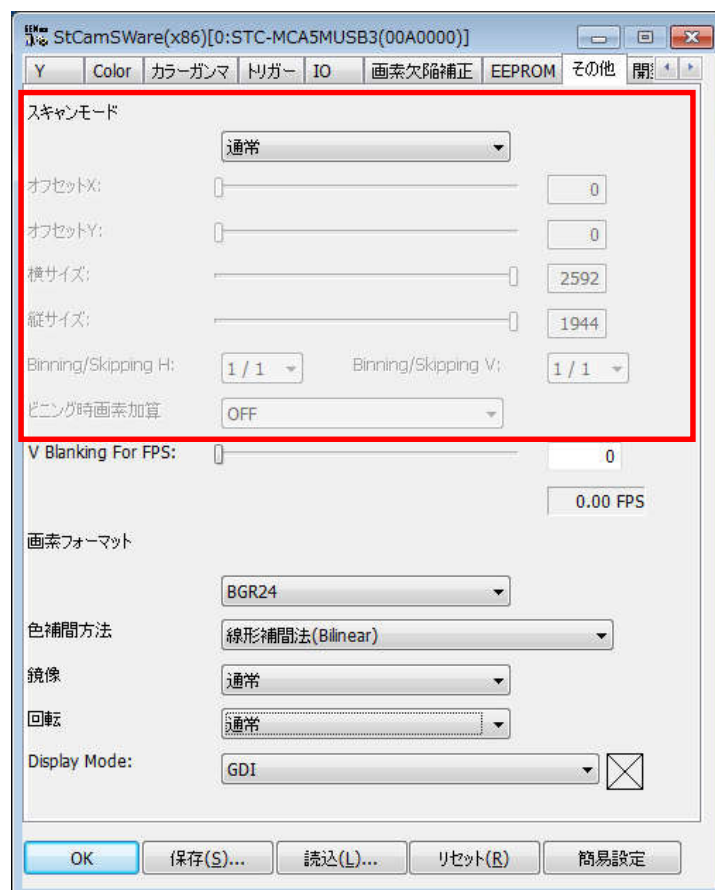 StCamSWare(x86)[0:STC-MCA5MUSB3(00A0000)]
Y Color カラーガンマ トリガー IO 画素欠陥補正 EEPROM その他
スキャンモード
通常
オフセットX: 0
オフセットY: 0
横サイズ: 2592
縦サイズ: 1944
Binning/Skipping H: 1 / 1 Binning/Skipping V: 1 / 1
ビニング時画素加算 OFF
V Blanking For FPS: 0
0.00 FPS
画素フォーマット
BGR24
色補間方法 線形補間法(Bilinear)
鏡像 通常
回転 通常
Display Mode: GDI
OK 保存(S)... 読込(L)... リセット(R) 簡易設定